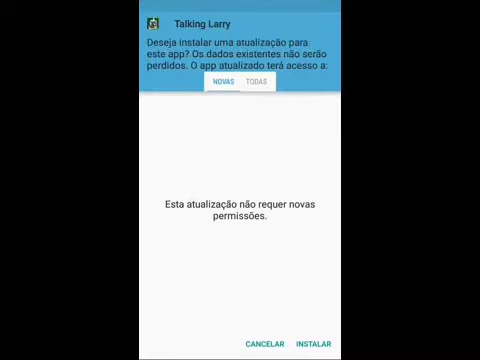 Talking Larry
Deseja instalar uma atualização para
este app? Os dados existentes não serão
perdidos. O app atualizado terá acesso a:
NOVAS TODAS
Esta atualização não requer novas
permissões.
CANCELAR INSTALAR